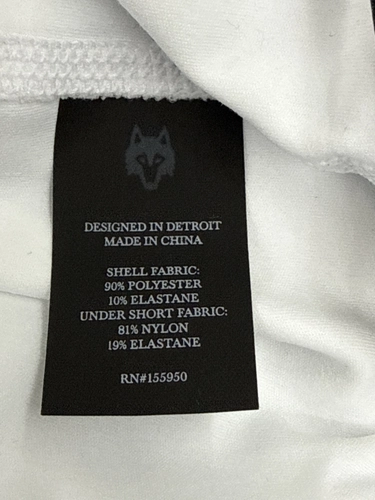 DESIGNED IN DETROIT
MADE IN CHINA
SHELL FABRIC:
90% POLYESTER
10% ELASTANE
UNDER SHORT FABRIC:
81% NYLON
19% ELASTANE
RN#155950